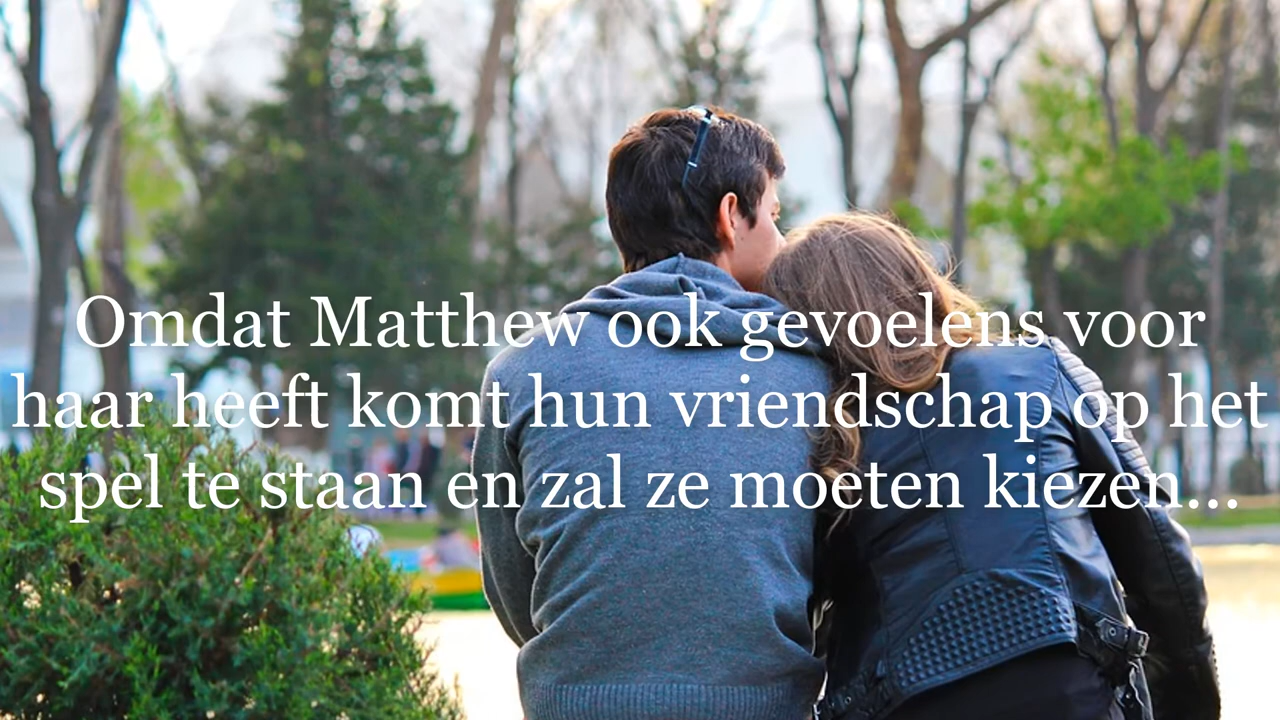 Omdat Matthew ook gevoelens voor
haar heeft komt hun vriendschap op het
spel te staan en zal ze moeten kiezen...